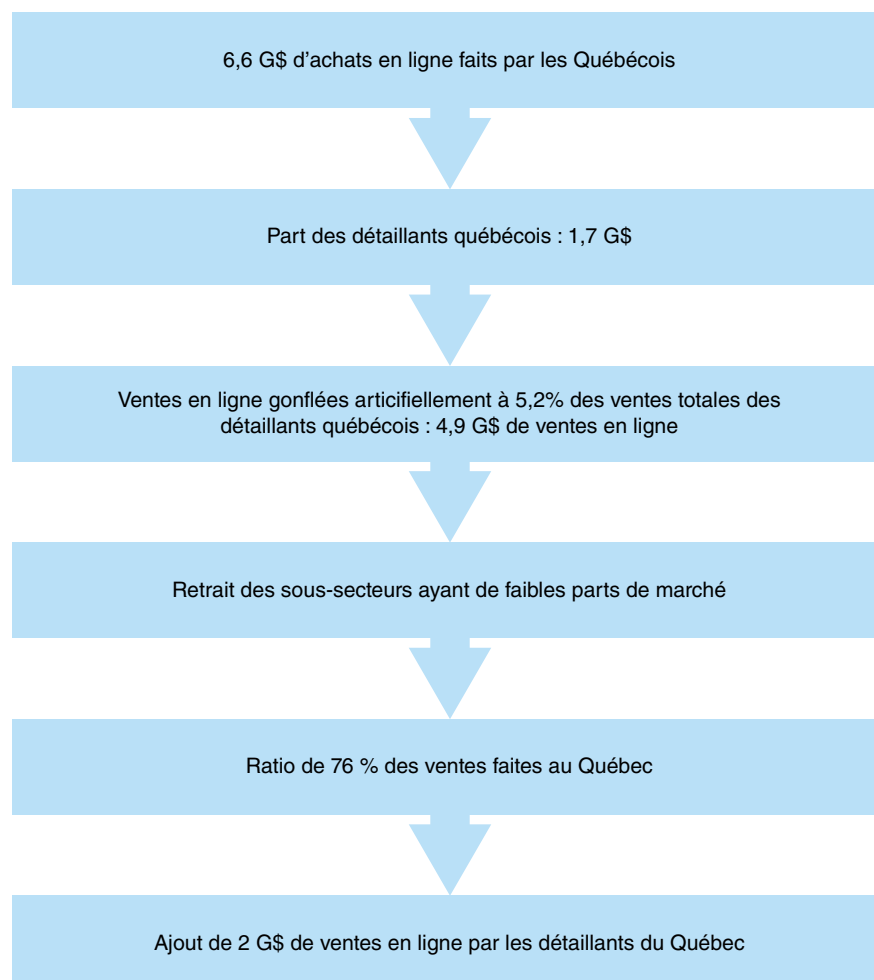 6,6 G$ d'achats en ligne faits par les Québécois
Part des détaillants québécois : 1,7 G$
Ventes en ligne gonflées articifiellement à 5,2% des ventes totales des
détaillants québécois : 4,9 G$ de ventes en ligne
Retrait des sous-secteurs ayant de faibles parts de marché
Ratio de 76 % des ventes faites au Québec
Ajout de 2 G$ de ventes en ligne par les détaillants du Québec